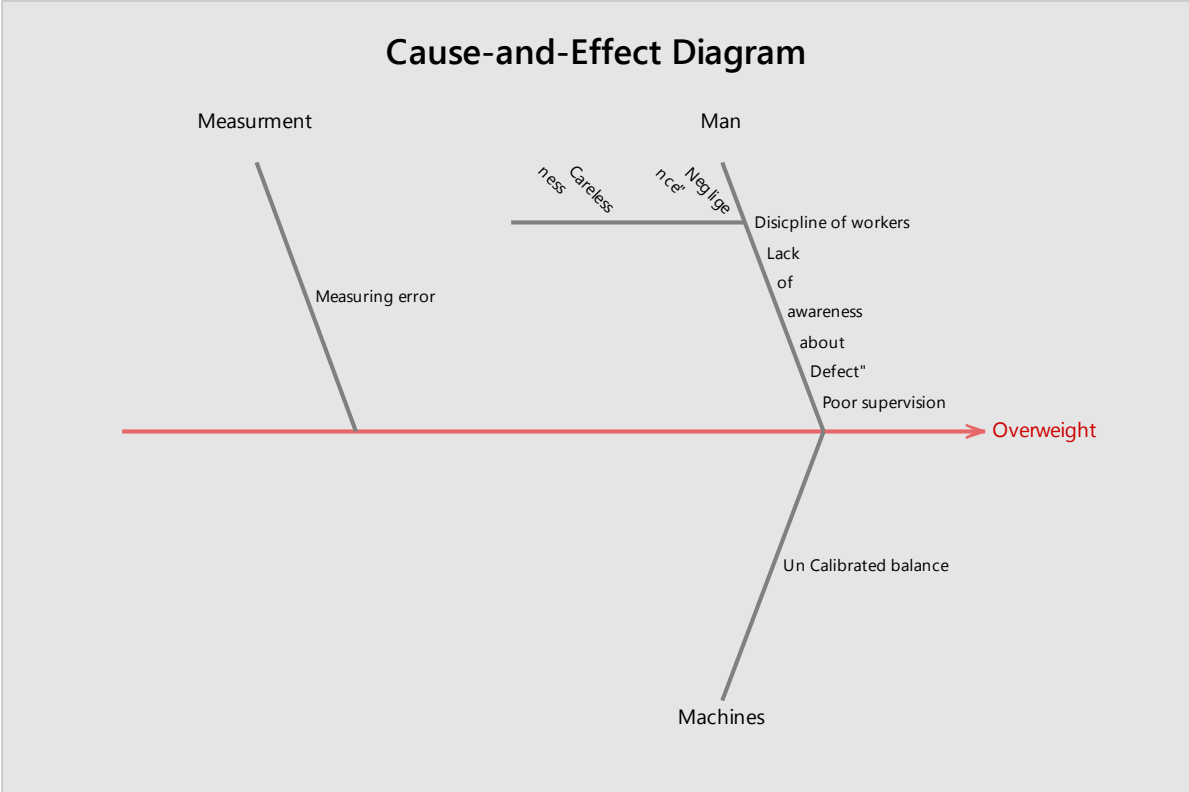 Cause-and-Effect Diagram
Measurment
Man
Careless
ness
Neglige
nce"
Disicpline of workers
Lack
of
awareness
about
Defect"
Poor supervision
Measuring error
Overweight
Un Calibrated balance
Machines